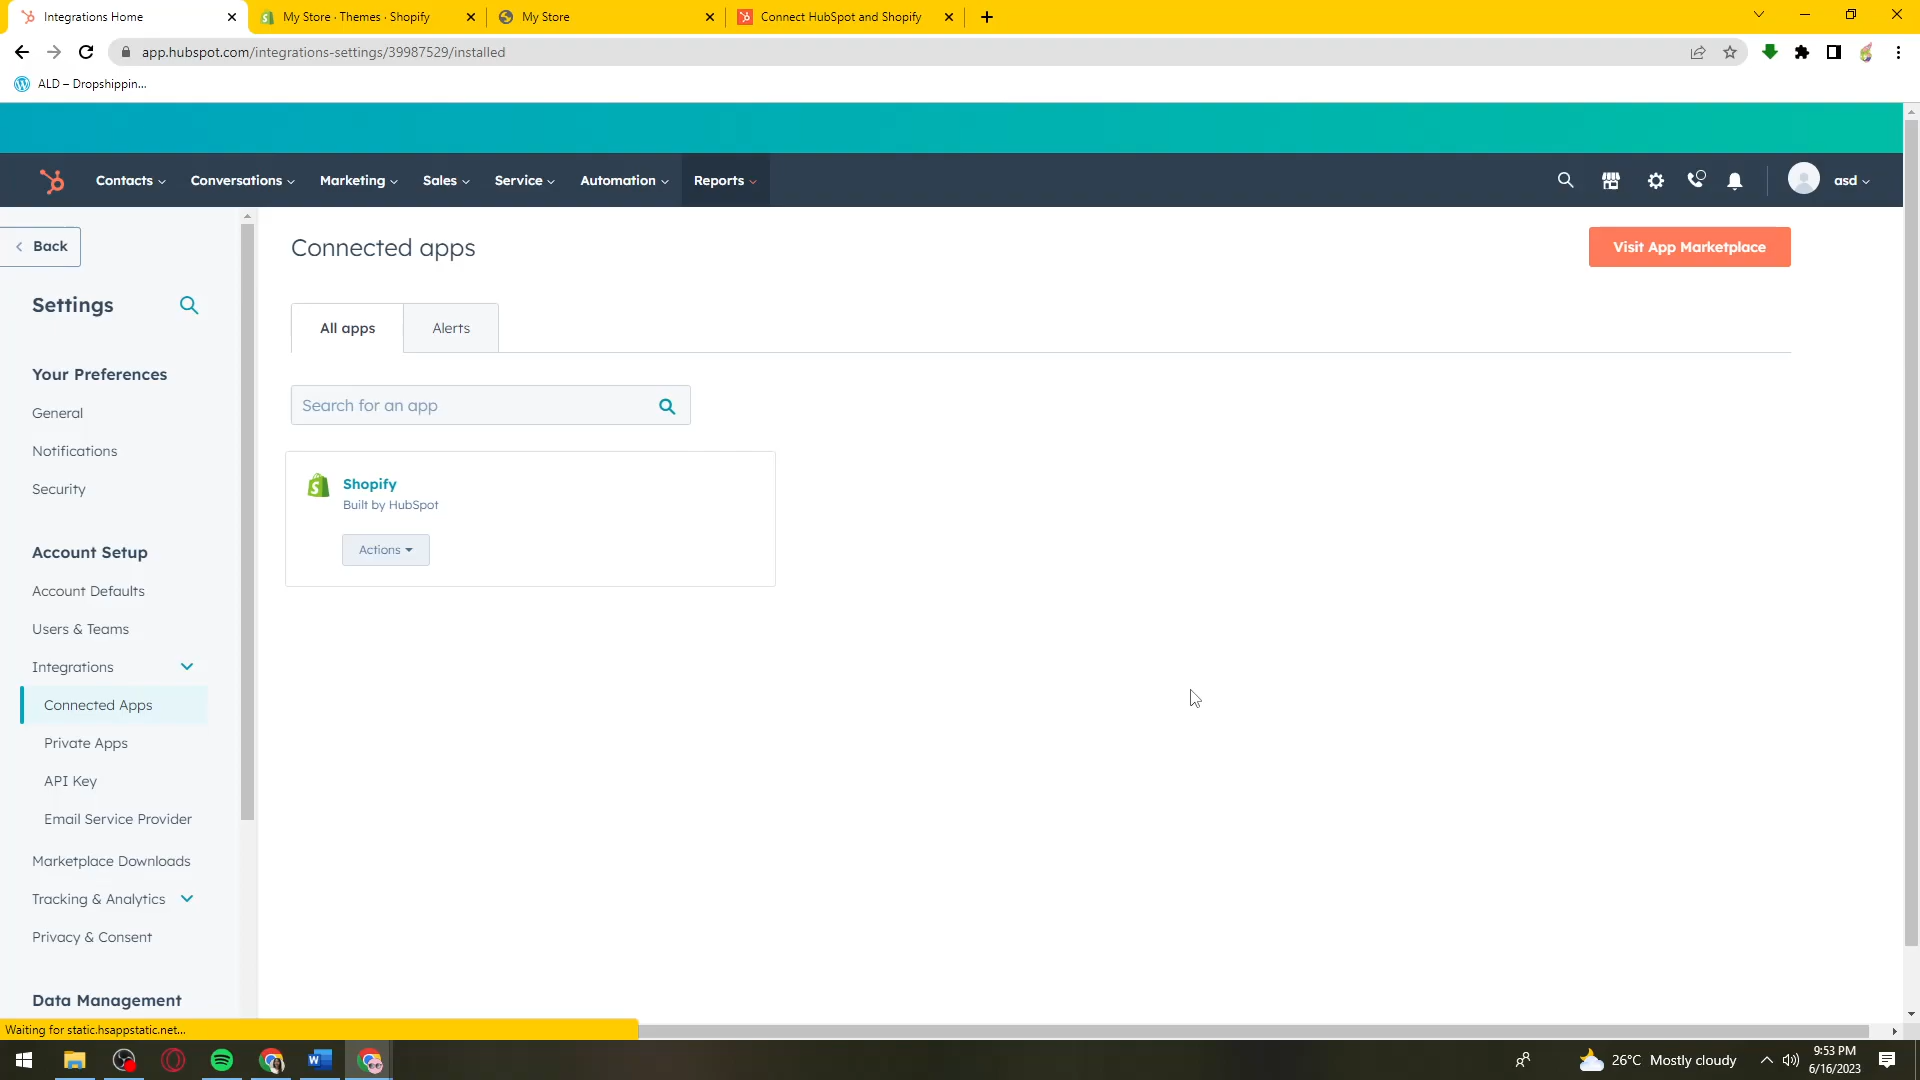 Integrations Home
My Store · Themes · Shopify
My Store
Connect HubSpot and Shopify
app.hubspot.com/integrations-settings/39987529/installed
ALD – Dropshippin...
Contacts
Conversations
Marketing
Sales
Service
Automation
Reports
asd
Back
Settings
Your Preferences
General
Notifications
Security
Account Setup
Account Defaults
Users & Teams
Integrations
Connected Apps
Private Apps
API Key
Email Service Provider
Marketplace Downloads
Tracking & Analytics
Privacy & Consent
Data Management
Connected apps
Visit App Marketplace
All apps
Alerts
Search for an app
Shopify
Built by HubSpot
Actions
Waiting for static.hsappstatic.net...
26°C Mostly cloudy
9:53 PM
6/16/2023